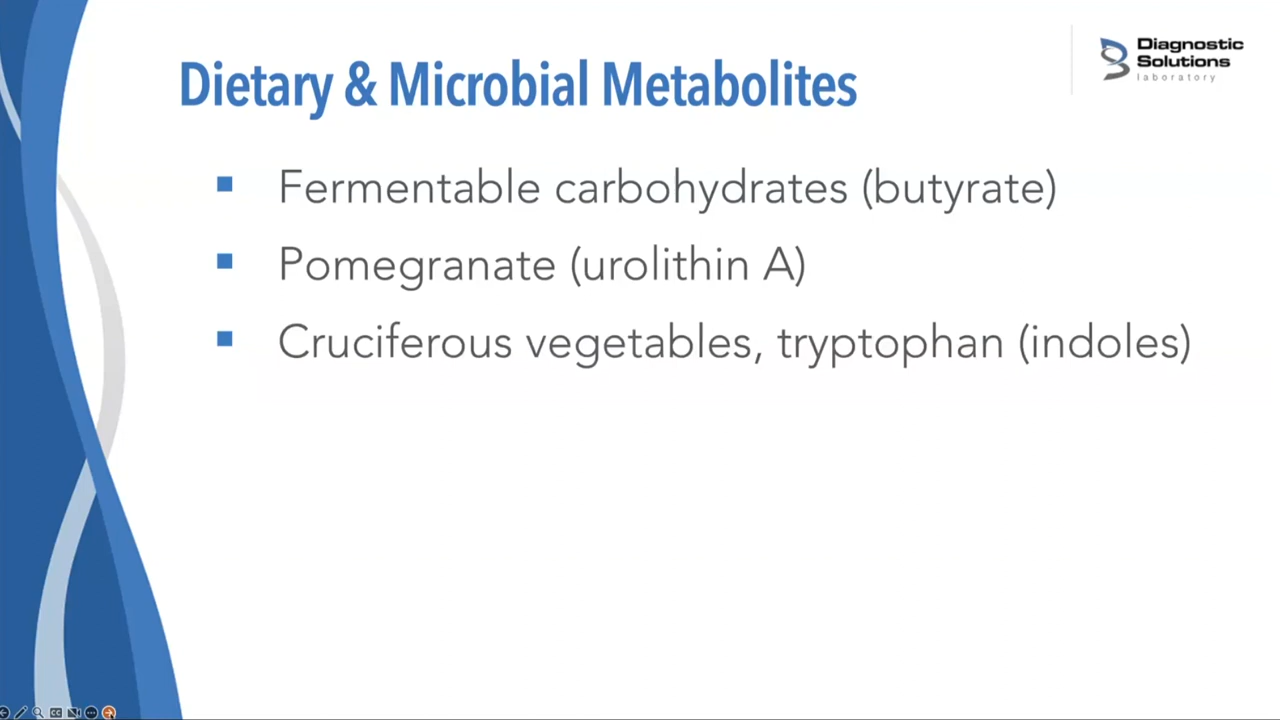 Diagnostic
Solutions
laboratory
Dietary & Microbial Metabolites
Fermentable carbohydrates (butyrate)
Pomegranate (urolithin A)
Cruciferous vegetables, tryptophan (indoles)